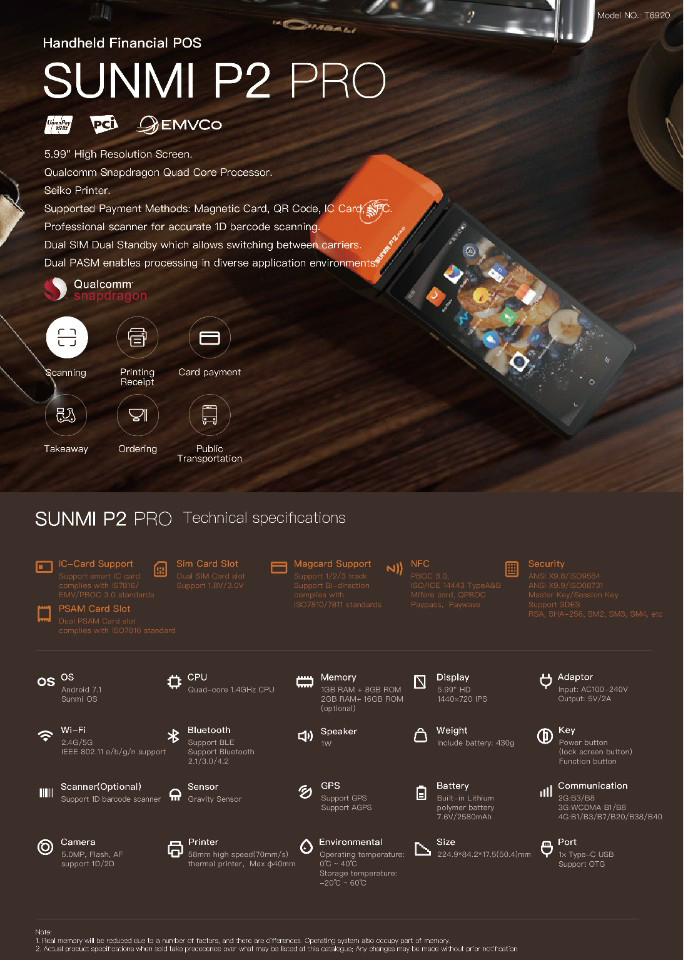 Model NO.: T6920
Handheld Financial POS
SUNMI P2 PRO
UnionPay
PCi
EMVCo
5.99" High Resolution Screen.
Qualcomm Snapdragon Quad Core Processor.
Seiko Printer.
Supported Payment Methods: Magnetic Card, QR Code, IC Card, NFC.
Professional scanner for accurate 1D barcode scanning.
Dual SIM Dual Standby which allows switching between carriers.
Dual PASM enables processing in diverse application environments.
SUNMI P2 PRO
Qualcomm
snapdragon
Scanning
Printing
Receipt
Card payment
Takeaway
Ordering
Public
Transportation
SUNMI P2 PRO Technical specifications
IC-Card Support
Support smart IC card
complies with IS7816/
EMV/PBOC 3.0 standards
Sim Card Slot
Dual SIM Card slot
Support 1.8V/3.0V
Magcard Support
Support 1/2/3 track
Support Bi-direction
complies with
ISO7810/7811 standards
NFC
PBOC 3.0,
ISO/ICE 14443 TypeA&B
Mifare card, QPBOC
Paypass, Paywave
Security
ANSI X9.8/ISO9564
ANSI X9.9/ISO08731
Master Key/Session Key
Support 3DES
RSA, SHA-256, SM2, SM3, SM4, etc
PSAM Card Slot
Dual PSAM Card slot
complies with ISO7816 standard
OS
OS
Android 7.1
Sunmi OS
CPU
Quad-core 1.4GHz CPU
Memory
1GB RAM + 8GB ROM
2GB RAM+ 16GB ROM
(optional)
Display
5.99" HD
1440×720 IPS
Adaptor
Input: AC100-240V
Output: 5V/2A
Wi-Fi
2.4G/5G
IEEE 802.11 a/b/g/n support
Bluetooth
Support BLE
Support Bluetooth
2.1/3.0/4.2
Speaker
1W
Weight
include battery: 430g
Key
Power button
(lock screen button)
Function button
Scanner(Optional)
Support 1D barcode scanner
Sensor
Gravity Sensor
GPS
Support GPS
Support AGPS
Battery
Built-in Lithium
polymer battery
7.6V/2580mAh
Communication
2G:B3/B8
3G:WCDMA B1/B8
4G:B1/B3/B7/B20/B38/B40
Camera
5.0MP, Flash, AF
support 1D/2D
Printer
58mm high speed(70mm/s)
thermal printer, Max ф40mm
Environmental
Operating temperature:
0℃ ~ 40℃
Storage temperature:
-20℃ ~ 60℃
Size
224.9*84.2*17.5(50.4)mm
Port
1x Type-C USB
Support OTG
Note:
1. Real memory will be reduced due to a number of factors, and there are differences. Operating system also occupy part of memory.
2. Actual product specifications when sold take precedence over what may be listed at this catalogue; Any changes may be made without prior notification